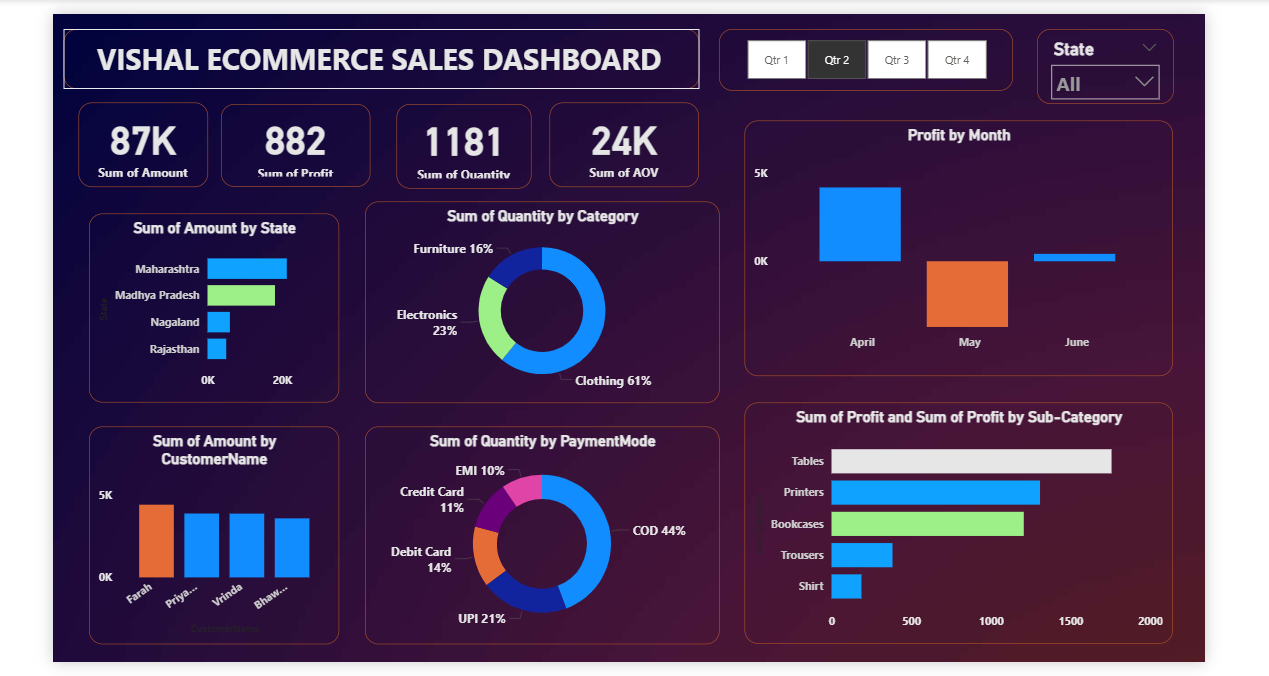 VISHAL ECOMMERCE SALES DASHBOARD
Qtr 1
Qtr 2
Qtr 3
Qtr 4
State
All
87K
Sum of Amount
882
Sum of Profit
1181
Sum of Quantity
24K
Sum of AOV
Profit by Month
5K
0K
April
May
June
Sum of Amount by State
State
Maharashtra
Madhya Pradesh
Nagaland
Rajasthan
0K
20K
Sum of Quantity by Category
Furniture 16%
Electronics
23%
Clothing 61%
Sum of Profit and Sum of Profit by Sub-Category
Tables
Printers
Bookcases
Trousers
Shirt
0
500
1000
1500
2000
Sum of Amount by
CustomerName
5K
0K
Farah
Priya...
Vrinda
Bhaw...
CustomerName
Sum of Quantity by PaymentMode
EMI 10%
Credit Card
11%
Debit Card
14%
UPI 21%
COD 44%